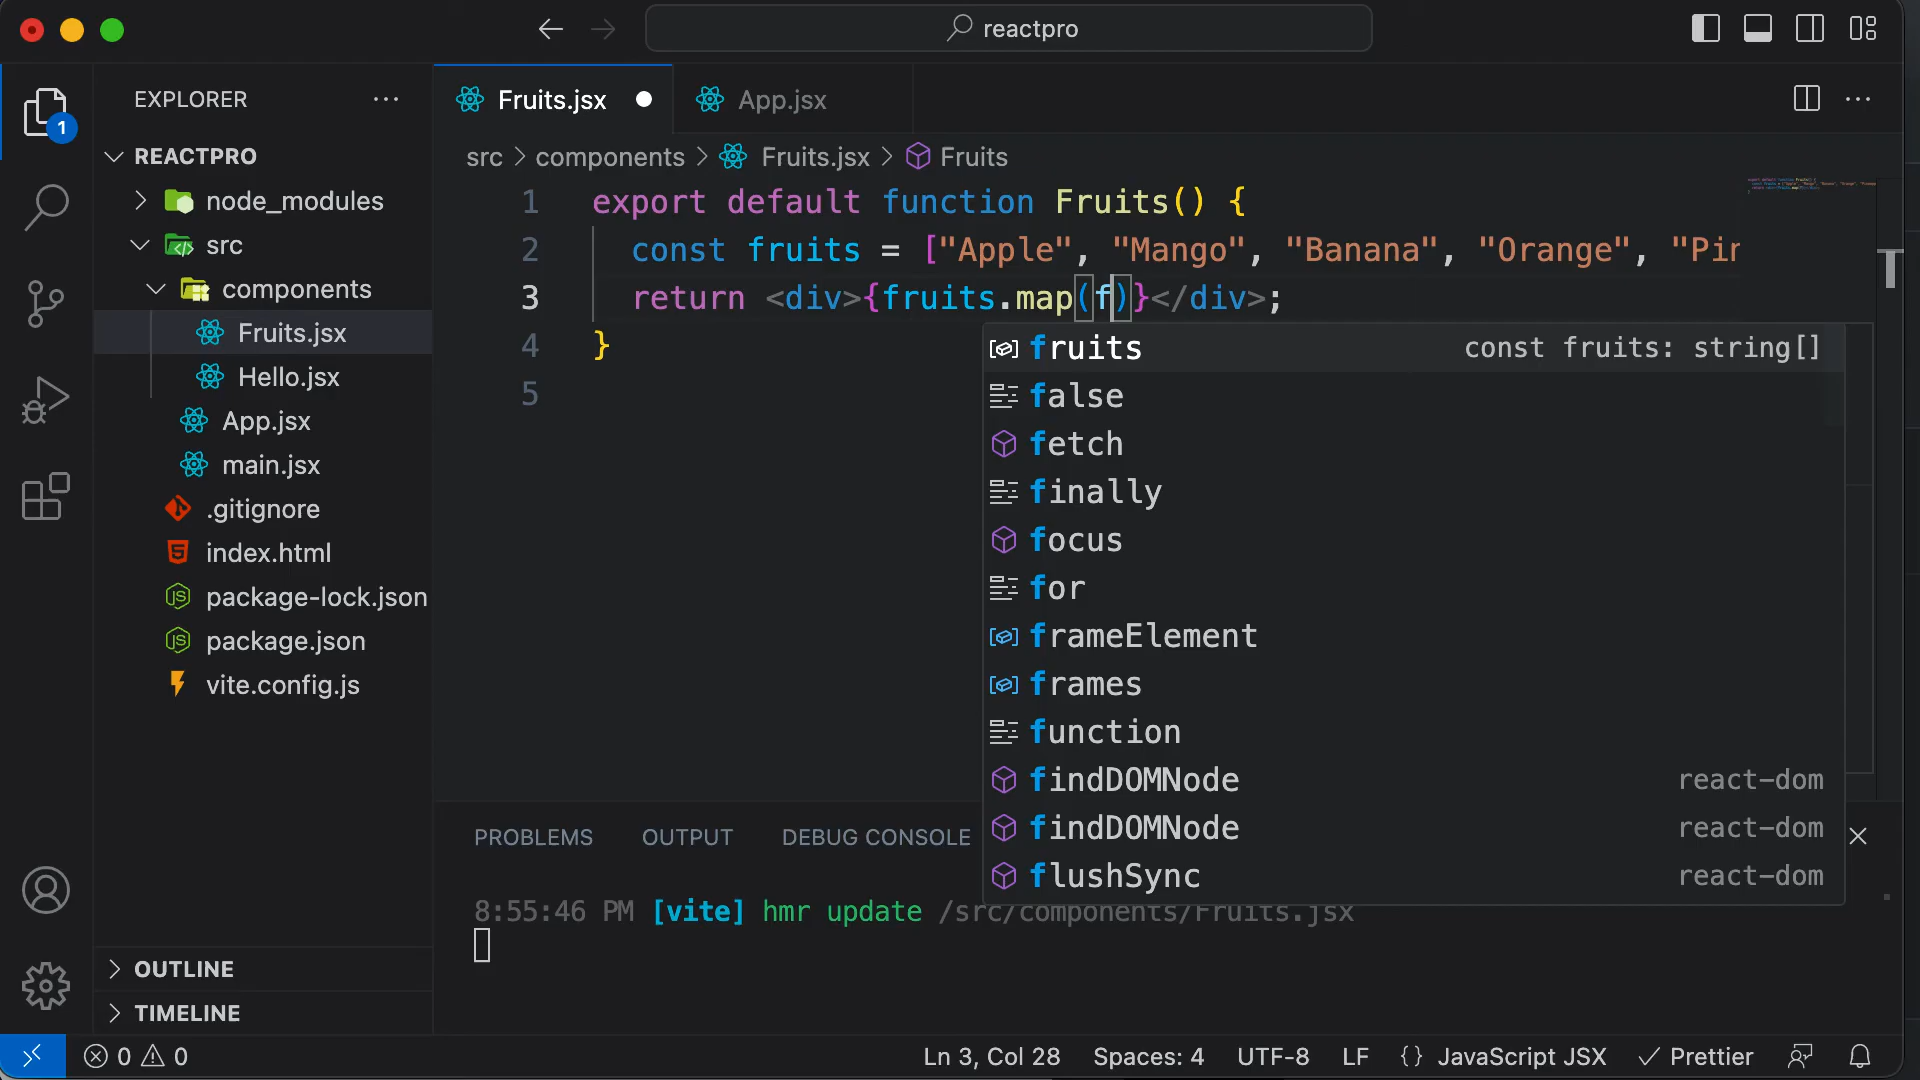 reactpro
EXPLORER
Fruits.jsx
App.jsx
1
REACTPRO
node_modules
src
components
Fruits.jsx
Hello.jsx
App.jsx
main.jsx
.gitignore
index.html
package-lock.json
package.json
vite.config.js
OUTLINE
TIMELINE
src > components > Fruits.jsx > Fruits
1 export default function Fruits() {
2 const fruits = ["Apple", "Mango", "Banana", "Orange", "Pin
3 return <div>{fruits.map(f)}</div>;
4 }
5
fruits const fruits: string[]
false
fetch
finally
focus
for
frameElement
frames
function
findDOMNode react-dom
findDOMNode react-dom
flushSync react-dom
PROBLEMS OUTPUT DEBUG CONSOLE
8:55:46 PM [vite] hmr update /src/components/Fruits.jsx
0 0 Ln 3, Col 28 Spaces: 4 UTF-8 LF {} JavaScript JSX Prettier